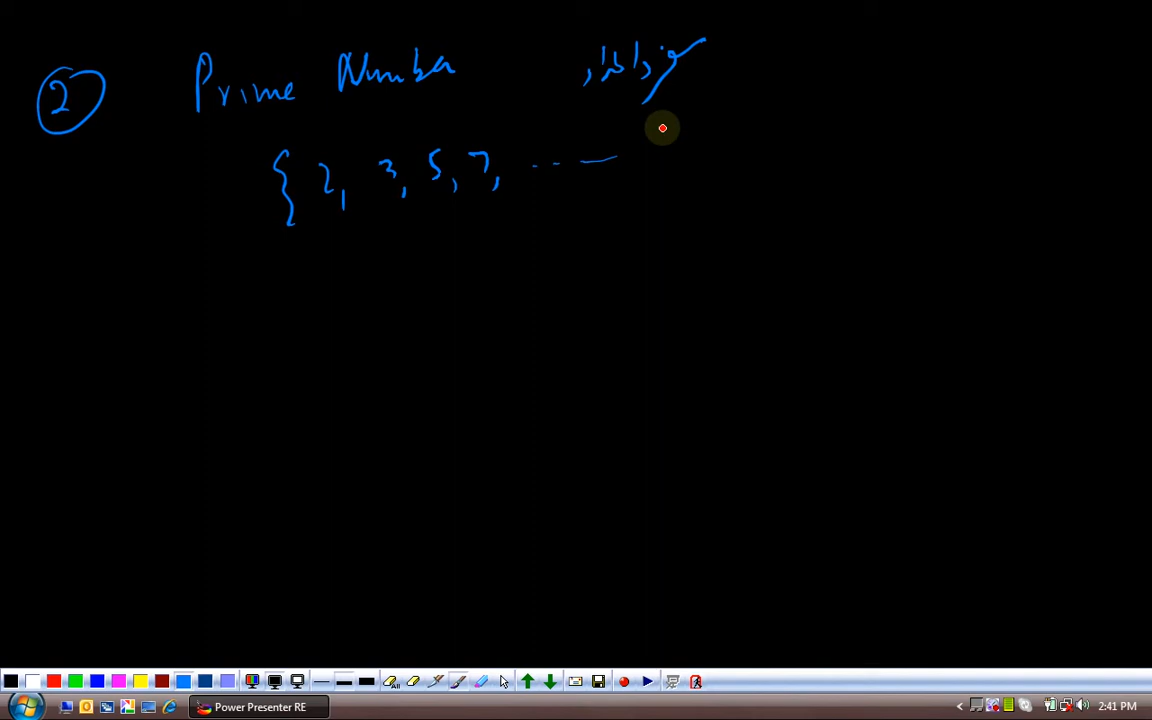 2 Prime Number
{ 2, 3, 5, 7, ... —
Power Presenter RE
2:41 PM